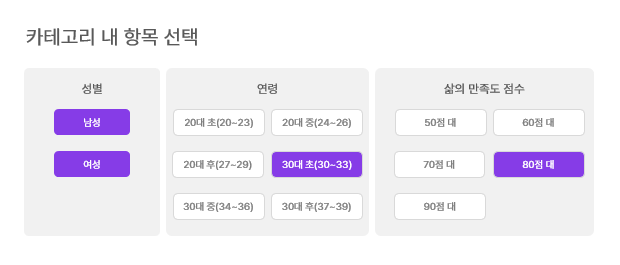 카테고리 내 항목 선택
성별
연령
삶의 만족도 점수
남성
20대 초(20~23)
20대 중(24~26)
50점 대
60점 대
여성
20대 후(27~29)
30대 초(30~33)
70점 대
80점 대
30대 중(34~36)
30대 후(37~39)
90점 대